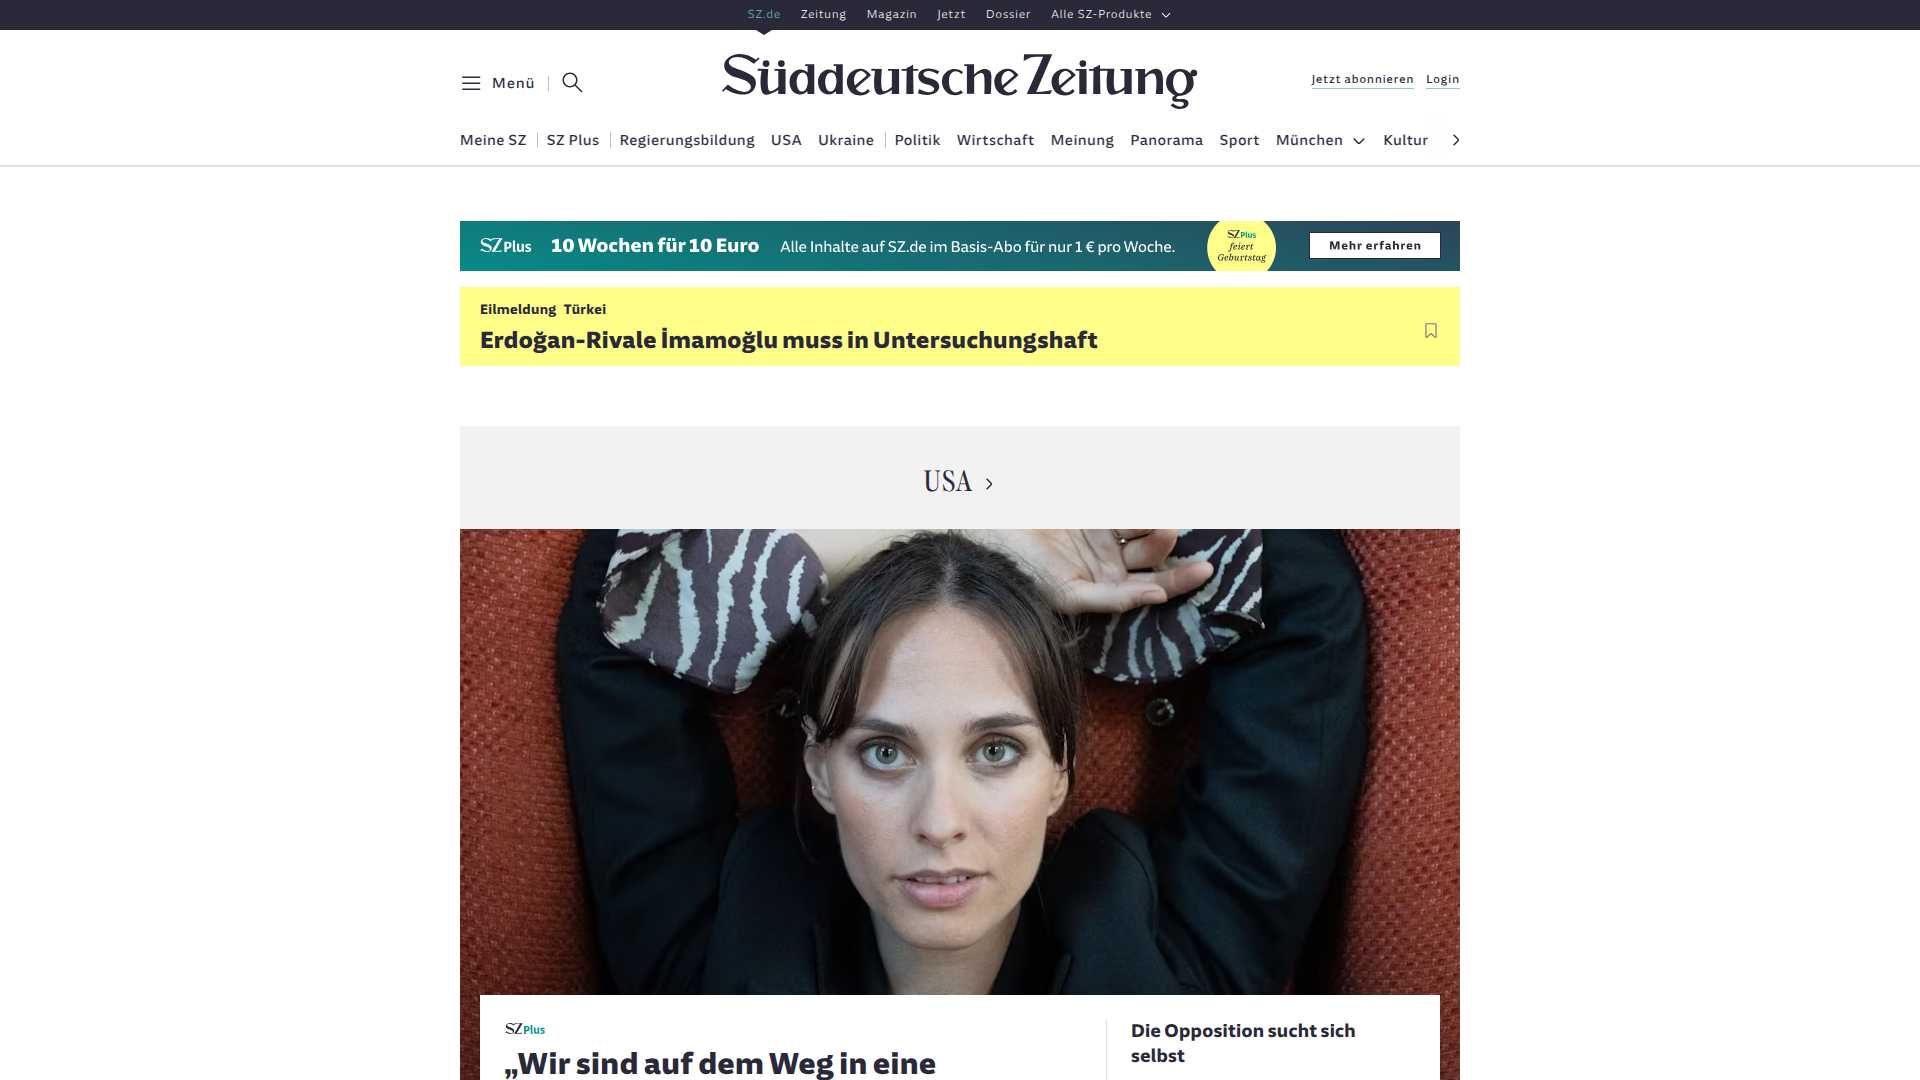 SZ.de Zeitung Magazin Jetzt Dossier Alle SZ-Produkte
Menü
Süddeutsche Zeitung
Jetzt abonnieren Login
Meine SZ SZ Plus Regierungsbildung USA Ukraine Politik Wirtschaft Meinung Panorama Sport München Kultur
SZ Plus 10 Wochen für 10 Euro Alle Inhalte auf SZ.de im Basis-Abo für nur 1 € pro Woche.
SZ Plus
feiert
Geburtstag
Mehr erfahren
Eilmeldung Türkei
Erdoğan-Rivale İmamoğlu muss in Untersuchungshaft
USA
SZ Plus
„Wir sind auf dem Weg in eine
Die Opposition sucht sich
selbst